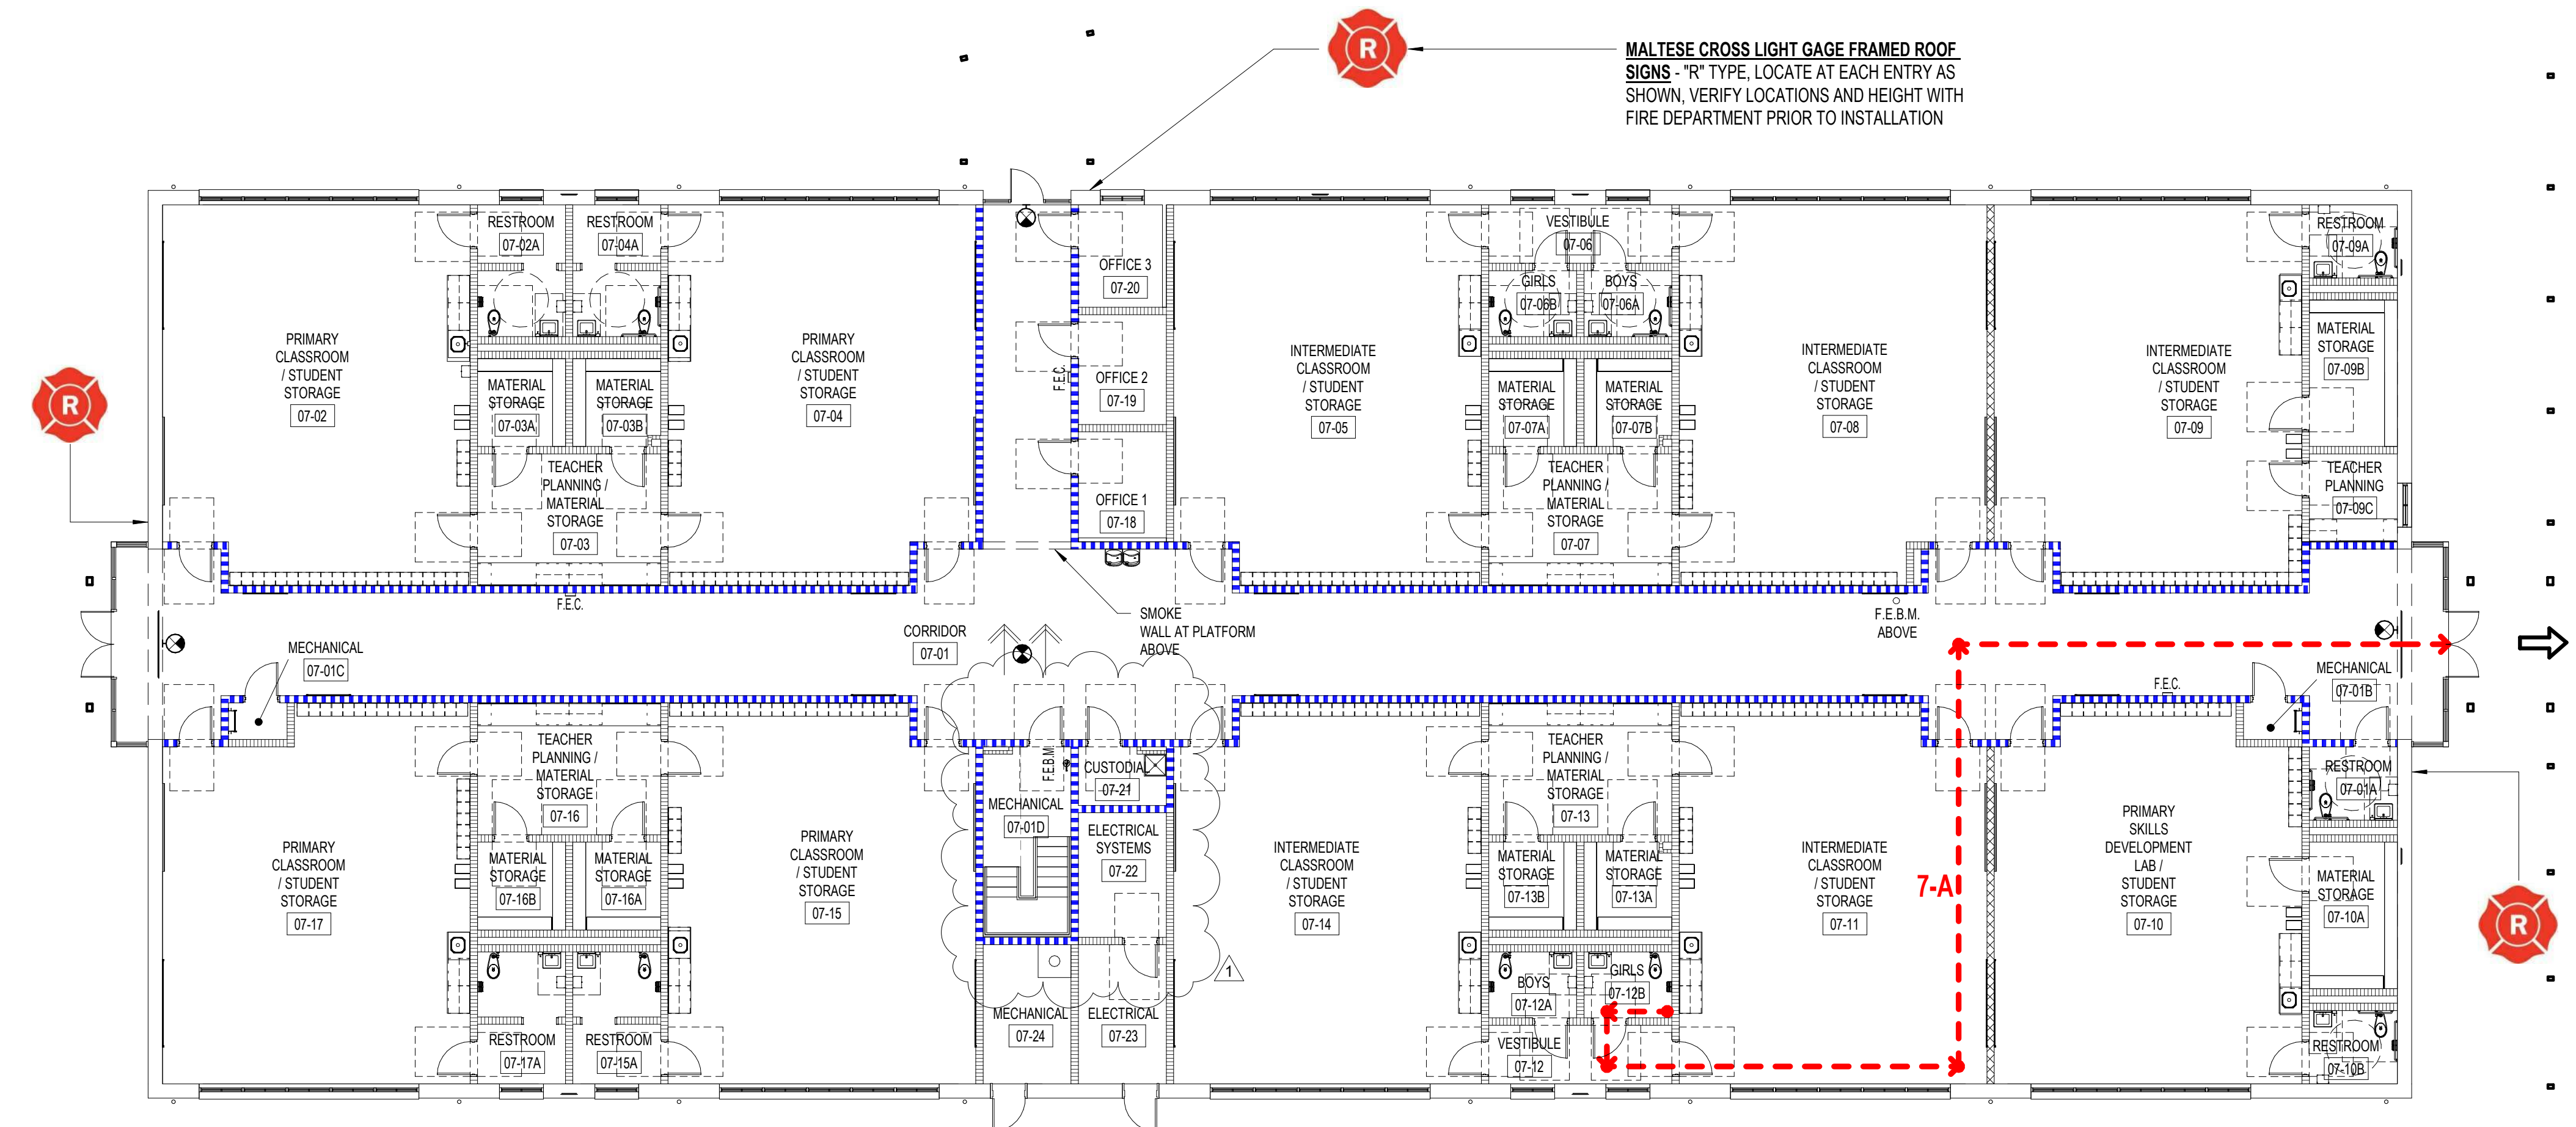 R
MALTESE CROSS LIGHT GAGE FRAMED ROOF
SIGNS - "R" TYPE, LOCATE AT EACH ENTRY AS
SHOWN, VERIFY LOCATIONS AND HEIGHT WITH
FIRE DEPARTMENT PRIOR TO INSTALLATION
RESTROOM
07-02A
RESTROOM
07-04A
OFFICE 3
07-20
VESTIBULE
07-06
GIRLS
07-06B
BOYS
07-06A
RESTROOM
07-09A
PRIMARY
CLASSROOM
/ STUDENT
STORAGE
07-02
MATERIAL
STORAGE
07-03A
MATERIAL
STORAGE
07-03B
PRIMARY
CLASSROOM
/ STUDENT
STORAGE
07-04
F.E.C.
OFFICE 2
07-19
INTERMEDIATE
CLASSROOM
/ STUDENT
STORAGE
07-05
MATERIAL
STORAGE
07-07A
MATERIAL
STORAGE
07-07B
INTERMEDIATE
CLASSROOM
/ STUDENT
STORAGE
07-08
INTERMEDIATE
CLASSROOM
/ STUDENT
STORAGE
07-09
MATERIAL
STORAGE
07-09B
R
TEACHER
PLANNING /
MATERIAL
STORAGE
07-03
OFFICE 1
07-18
TEACHER
PLANNING /
MATERIAL
STORAGE
07-07
TEACHER
PLANNING
07-09C
F.E.C.
MECHANICAL
07-01C
CORRIDOR
07-01
SMOKE
WALL AT PLATFORM
ABOVE
F.E.B.M.
ABOVE
F.E.C.
MECHANICAL
07-01B
TEACHER
PLANNING /
MATERIAL
STORAGE
07-16
F.E.B.M.
CUSTODIAL
07-21
TEACHER
PLANNING /
MATERIAL
STORAGE
07-13
RESTROOM
07-01A
PRIMARY
CLASSROOM
/ STUDENT
STORAGE
07-17
MATERIAL
STORAGE
07-16B
MATERIAL
STORAGE
07-16A
PRIMARY
CLASSROOM
/ STUDENT
STORAGE
07-15
MECHANICAL
07-01D
ELECTRICAL
SYSTEMS
07-22
INTERMEDIATE
CLASSROOM
/ STUDENT
STORAGE
07-14
MATERIAL
STORAGE
07-13B
MATERIAL
STORAGE
07-13A
INTERMEDIATE
CLASSROOM
/ STUDENT
STORAGE
07-11
7-A
PRIMARY
SKILLS
DEVELOPMENT
LAB /
STUDENT
STORAGE
07-10
MATERIAL
STORAGE
07-10A
R
1
RESTROOM
07-17A
RESTROOM
07-15A
MECHANICAL
07-24
ELECTRICAL
07-23
BOYS
07-12A
GIRLS
07-12B
VESTIBULE
07-12
RESTROOM
07-10B